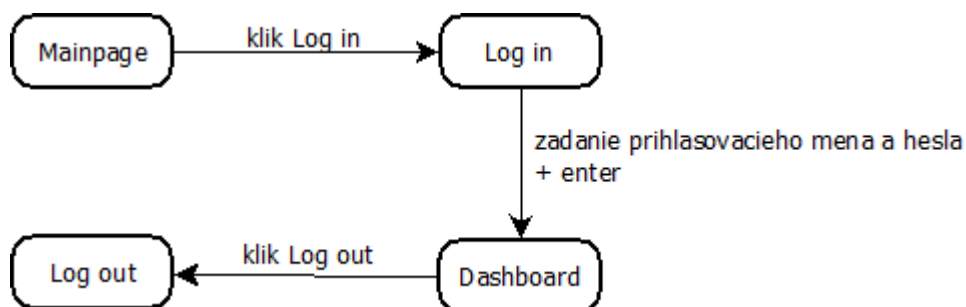 Mainpage
klik Log in
Log in
zadanie prihlasovacieho mena a hesla
+ enter
Dashboard
klik Log out
Log out